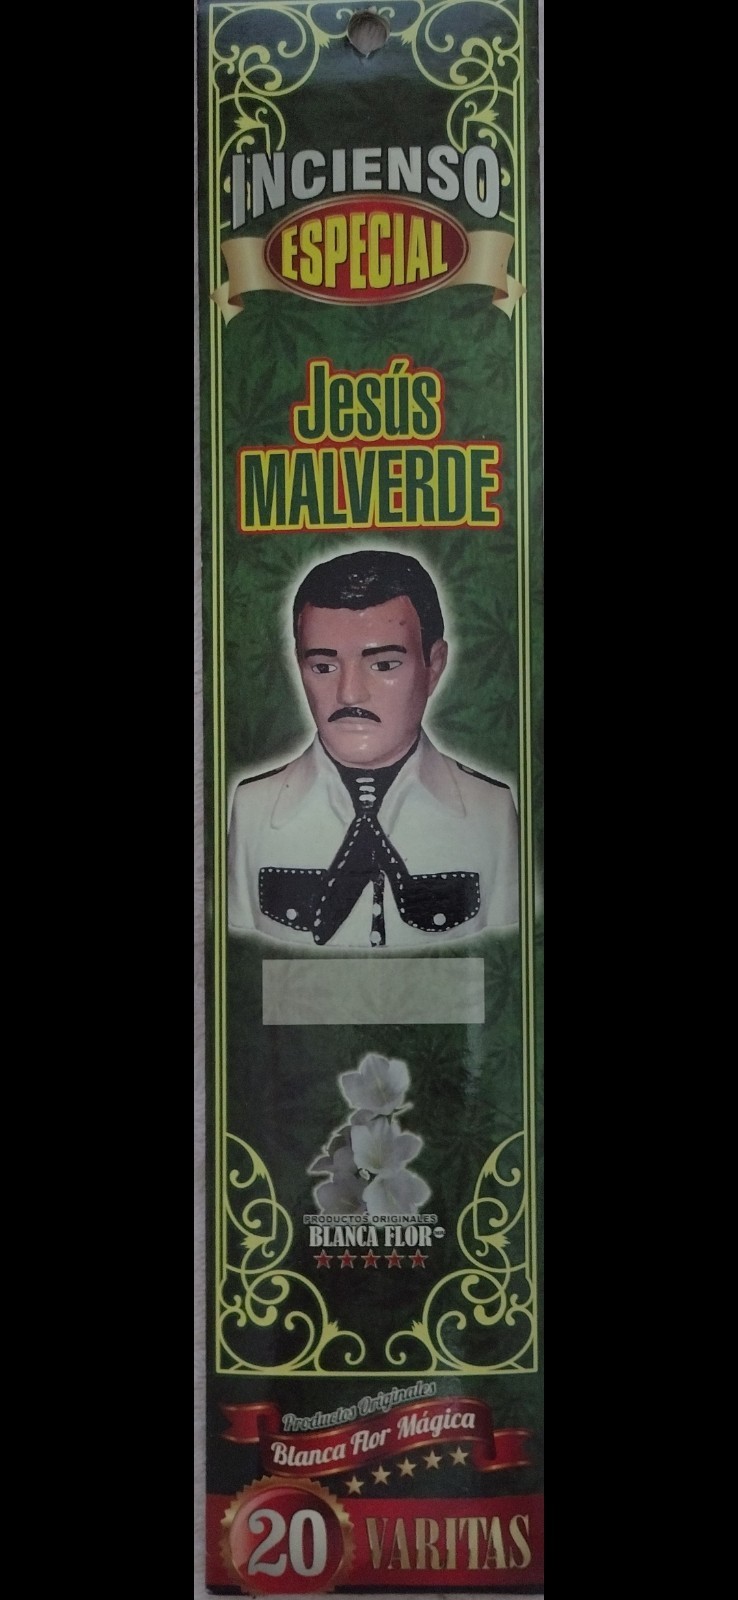 INCIENSO
ESPECIAL
Jesús
MALVERDE
PRODUCTOS ORIGINALES
BLANCA FLOR
Productos Originales
Blanca Flor Mágica
20 VARITAS